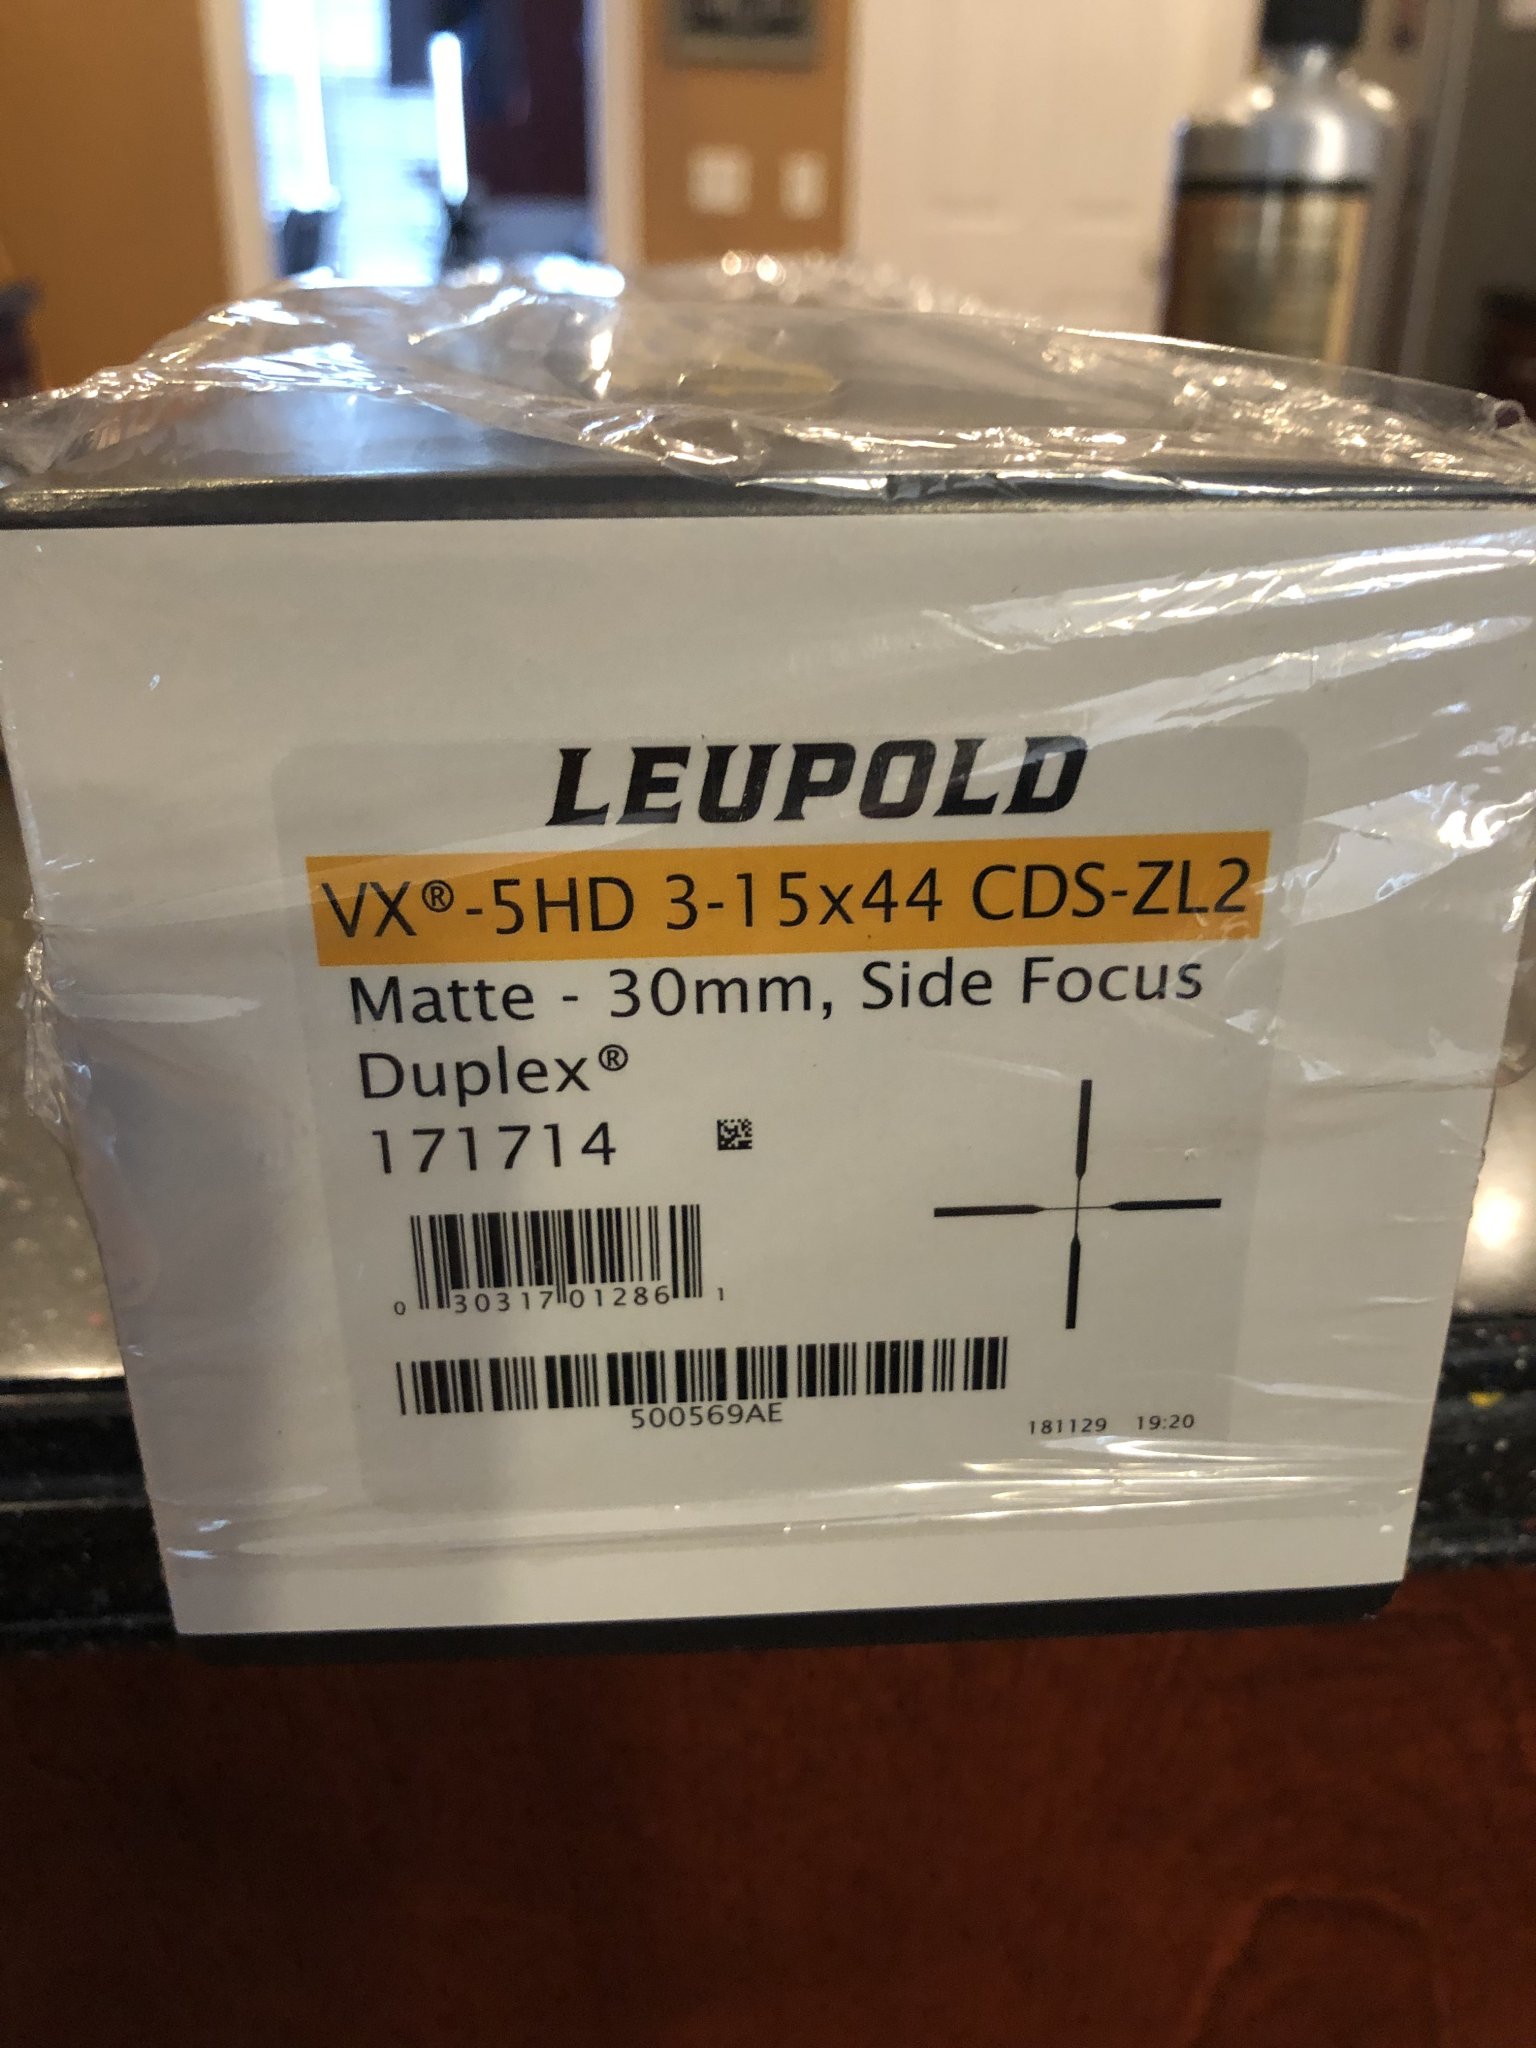 LEUPOLD
VX®-5HD 3-15x44 CDS-ZL2
Matte - 30mm, Side Focus
Duplex®
171714
0 30317 01286 1
500569AE
181129 19:20